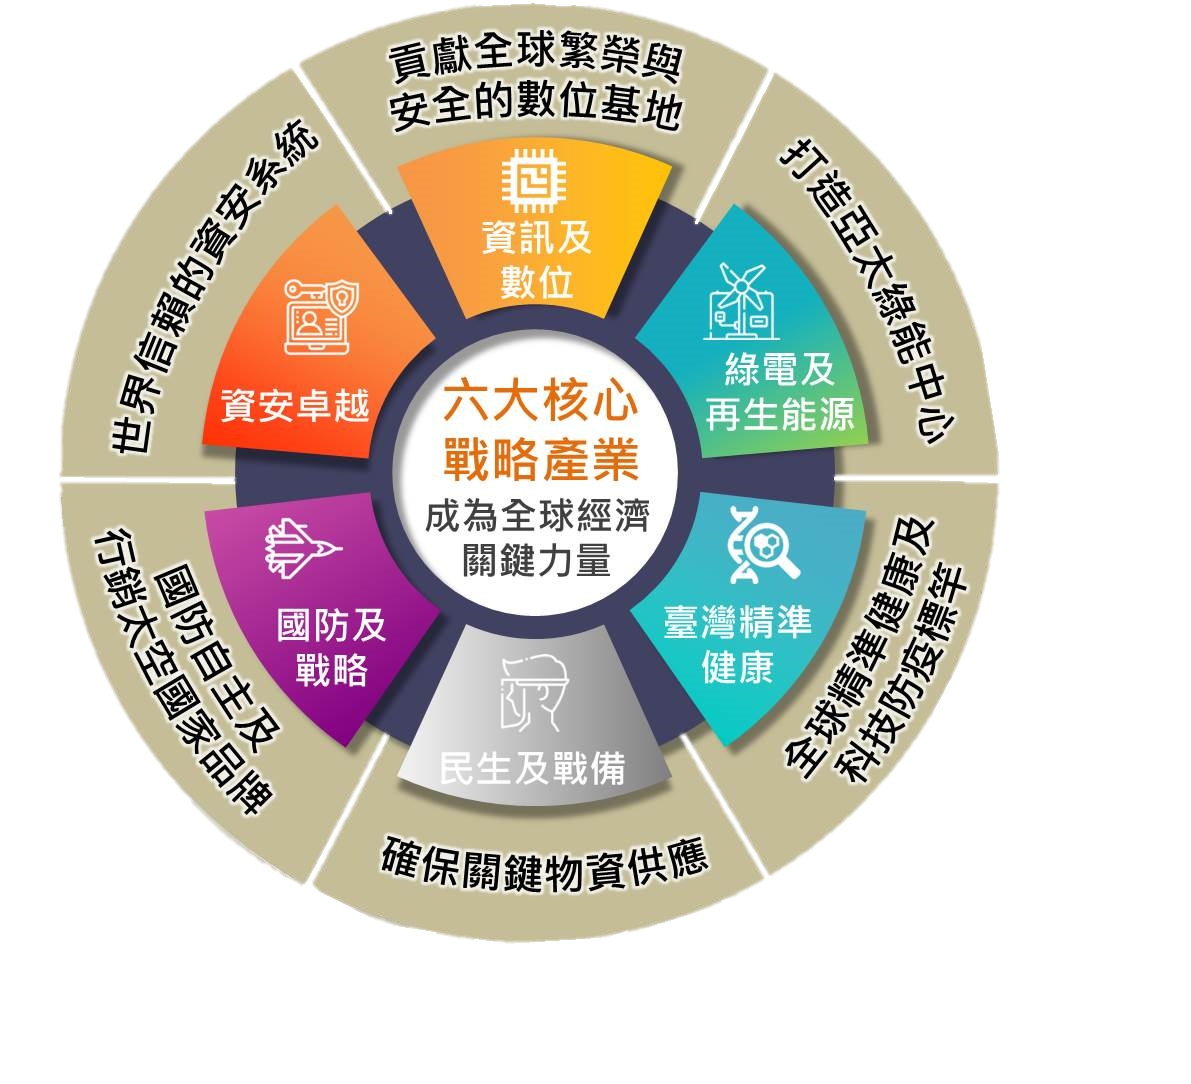 六大核心
戰略產業
成為全球經濟
關鍵力量
貢獻全球繁榮與
安全的數位基地
資訊及
數位
打造亞太綠能中心
綠電及
再生能源
全球精準健康及
科技防疫標竿
臺灣精準
健康
確保關鍵物資供應
民生及戰備
國防自主及
行銷太空國家品牌
國防及
戰略
世界信賴的資安系統
資安卓越